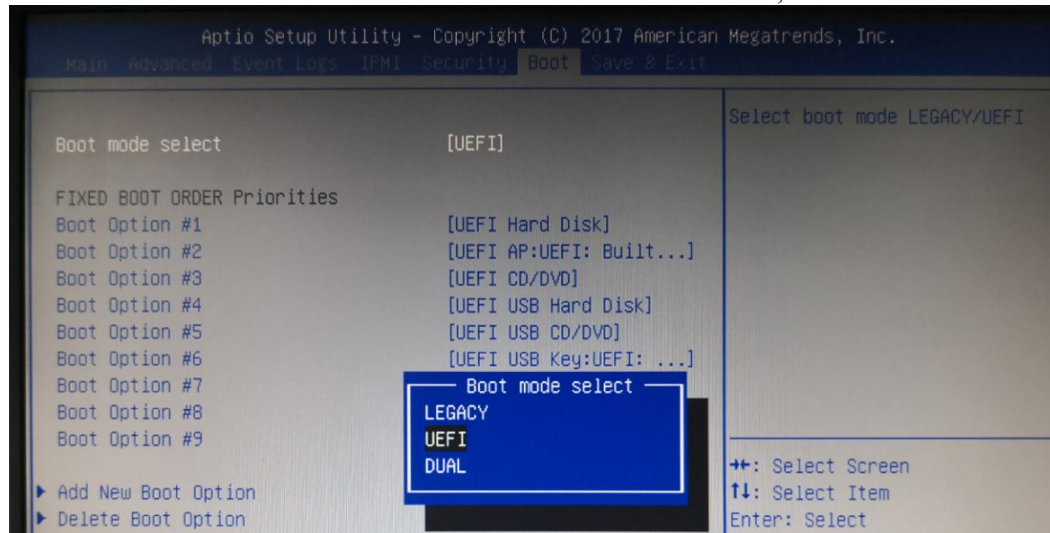 Aptio Setup Utility – Copyright (C) 2017 American Megatrends, Inc.
Main Advanced Event Logs IPMI Security Boot Save & Exit
Select boot mode LEGACY/UEFI
Boot mode select [UEFI]
FIXED BOOT ORDER Priorities
Boot Option #1 [UEFI Hard Disk]
Boot Option #2 [UEFI AP:UEFI: Built...]
Boot Option #3 [UEFI CD/DVD]
Boot Option #4 [UEFI USB Hard Disk]
Boot Option #5 [UEFI USB CD/DVD]
Boot Option #6 [UEFI USB Key:UEFI: ...]
Boot Option #7
Boot Option #8
Boot Option #9
Boot mode select
LEGACY
UEFI
DUAL
▶ Add New Boot Option
▶ Delete Boot Option
→←: Select Screen
↑↓: Select Item
Enter: Select